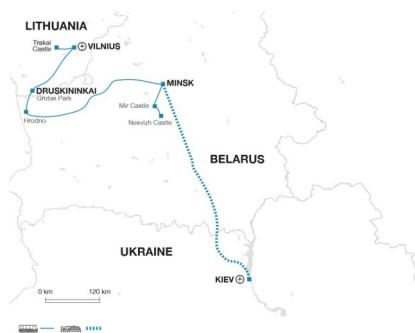 LITHUANIA
Trakai
Castle
VILNIUS
DRUSKININKAI
Grutas Park
Hrodno
MINSK
Mir Castle
Nesvizh Castle
BELARUS
UKRAINE
KIEV
0 km 120 km